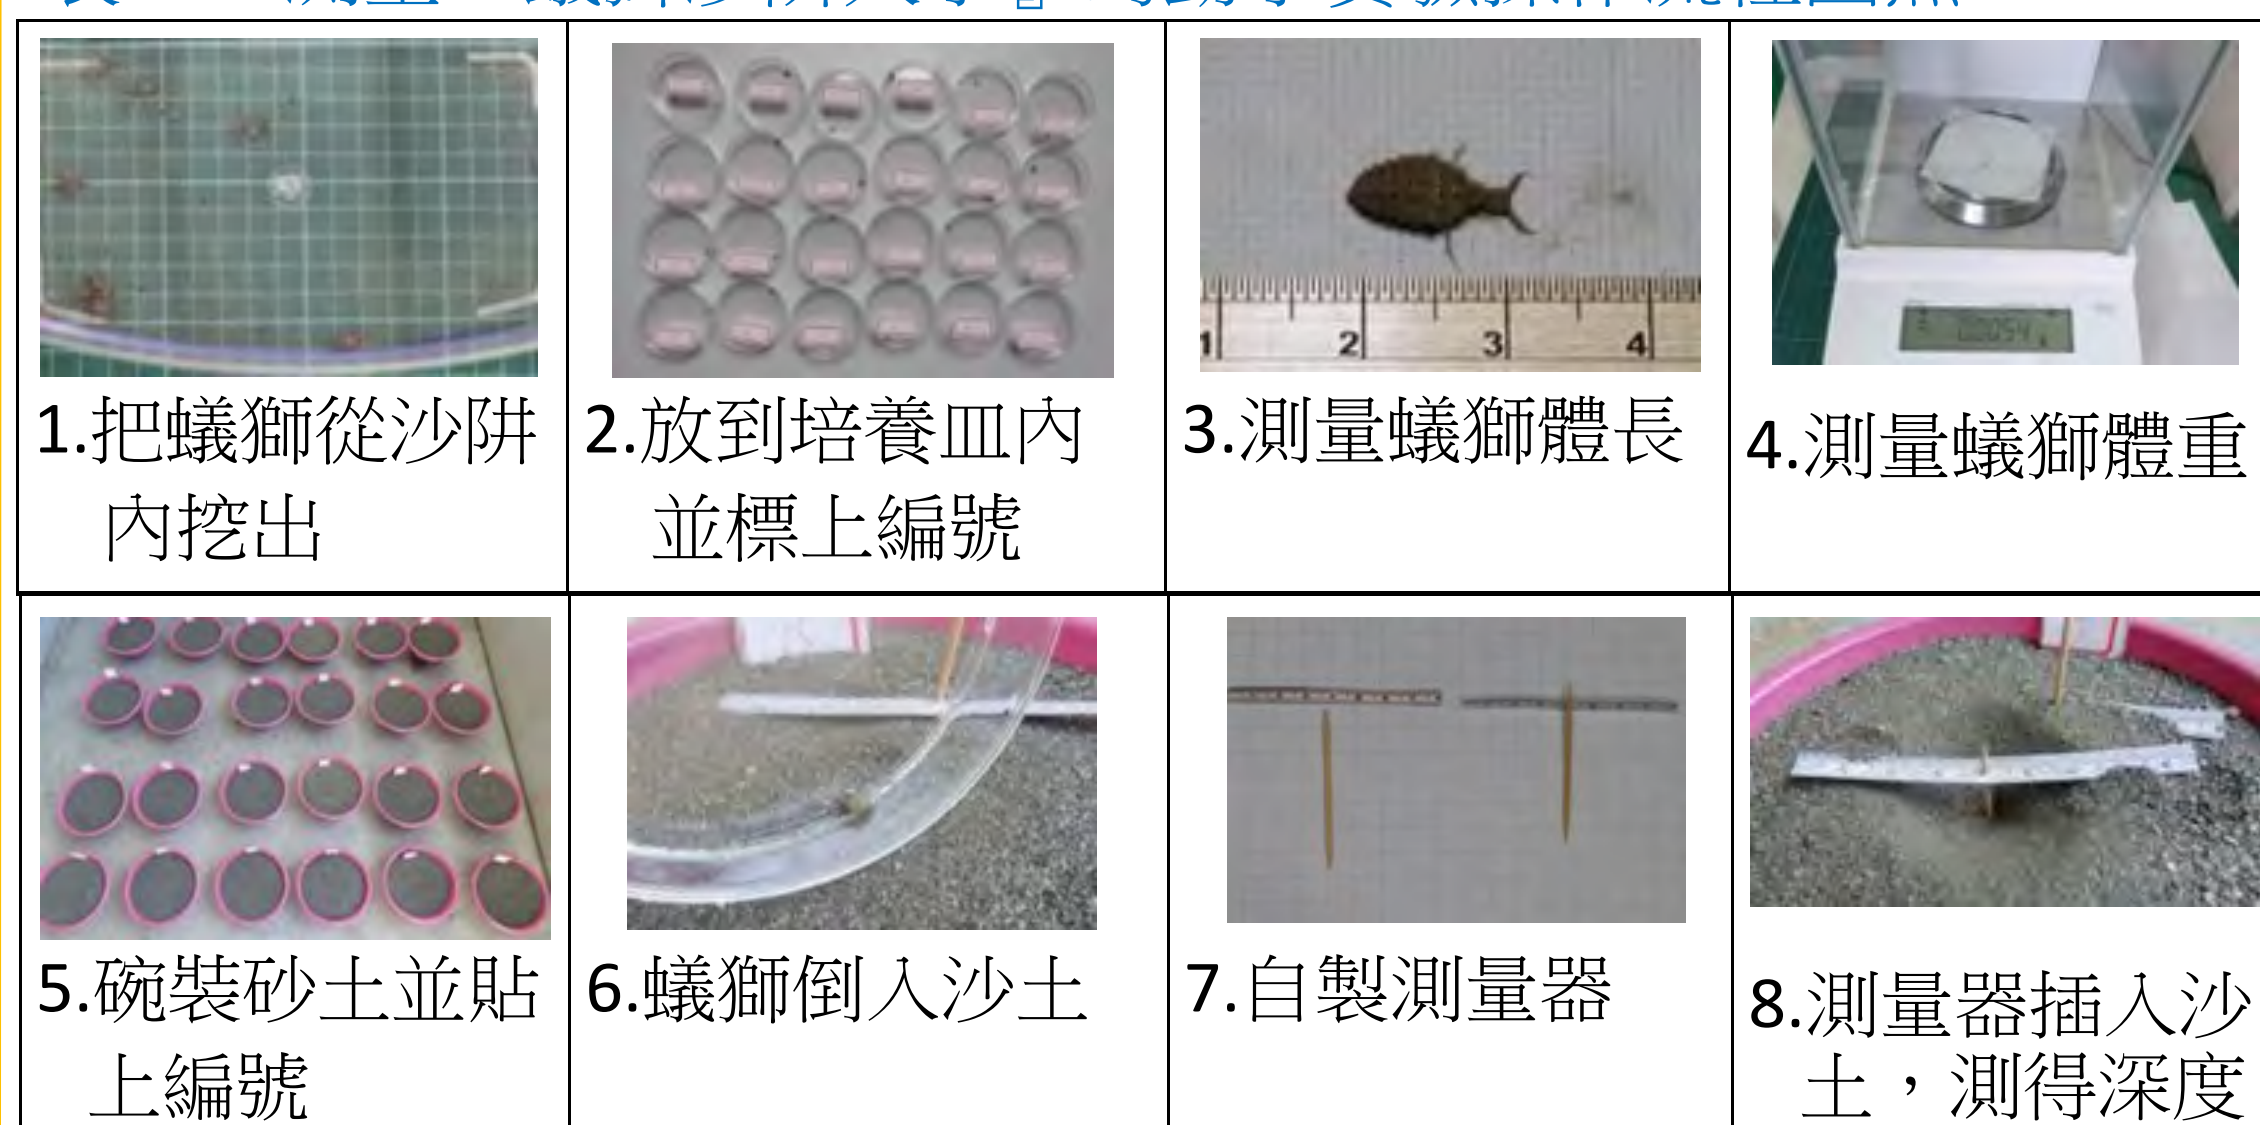 1.把蟻獅從沙阱
內挖出
2.放到培養皿內
並標上編號
3.測量蟻獅體長
4.測量蟻獅體重
1 2 3 4
5.碗裝砂土並貼
上編號
6.蟻獅倒入沙土
7.自製測量器
8.測量器插入沙
土，測得深度